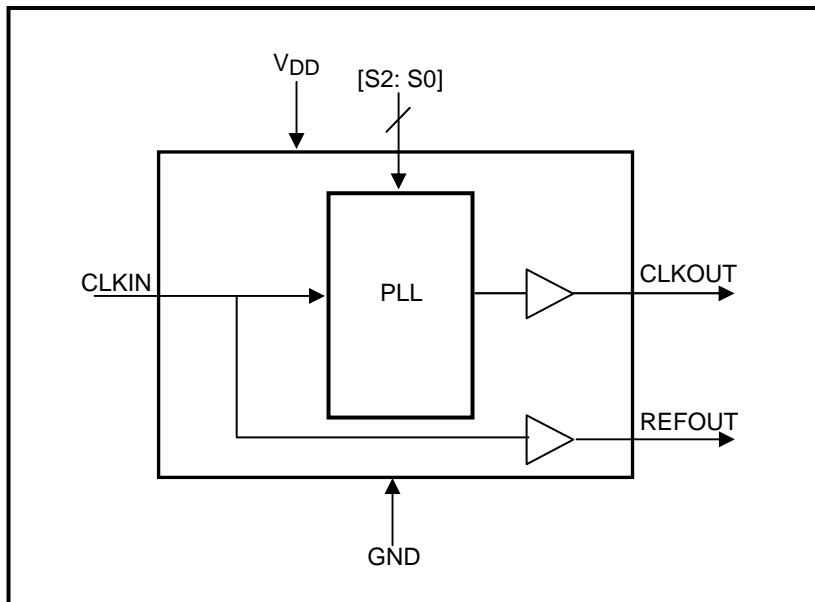 VDD
[S2: S0]
CLKIN
PLL
CLKOUT
REFOUT
GND